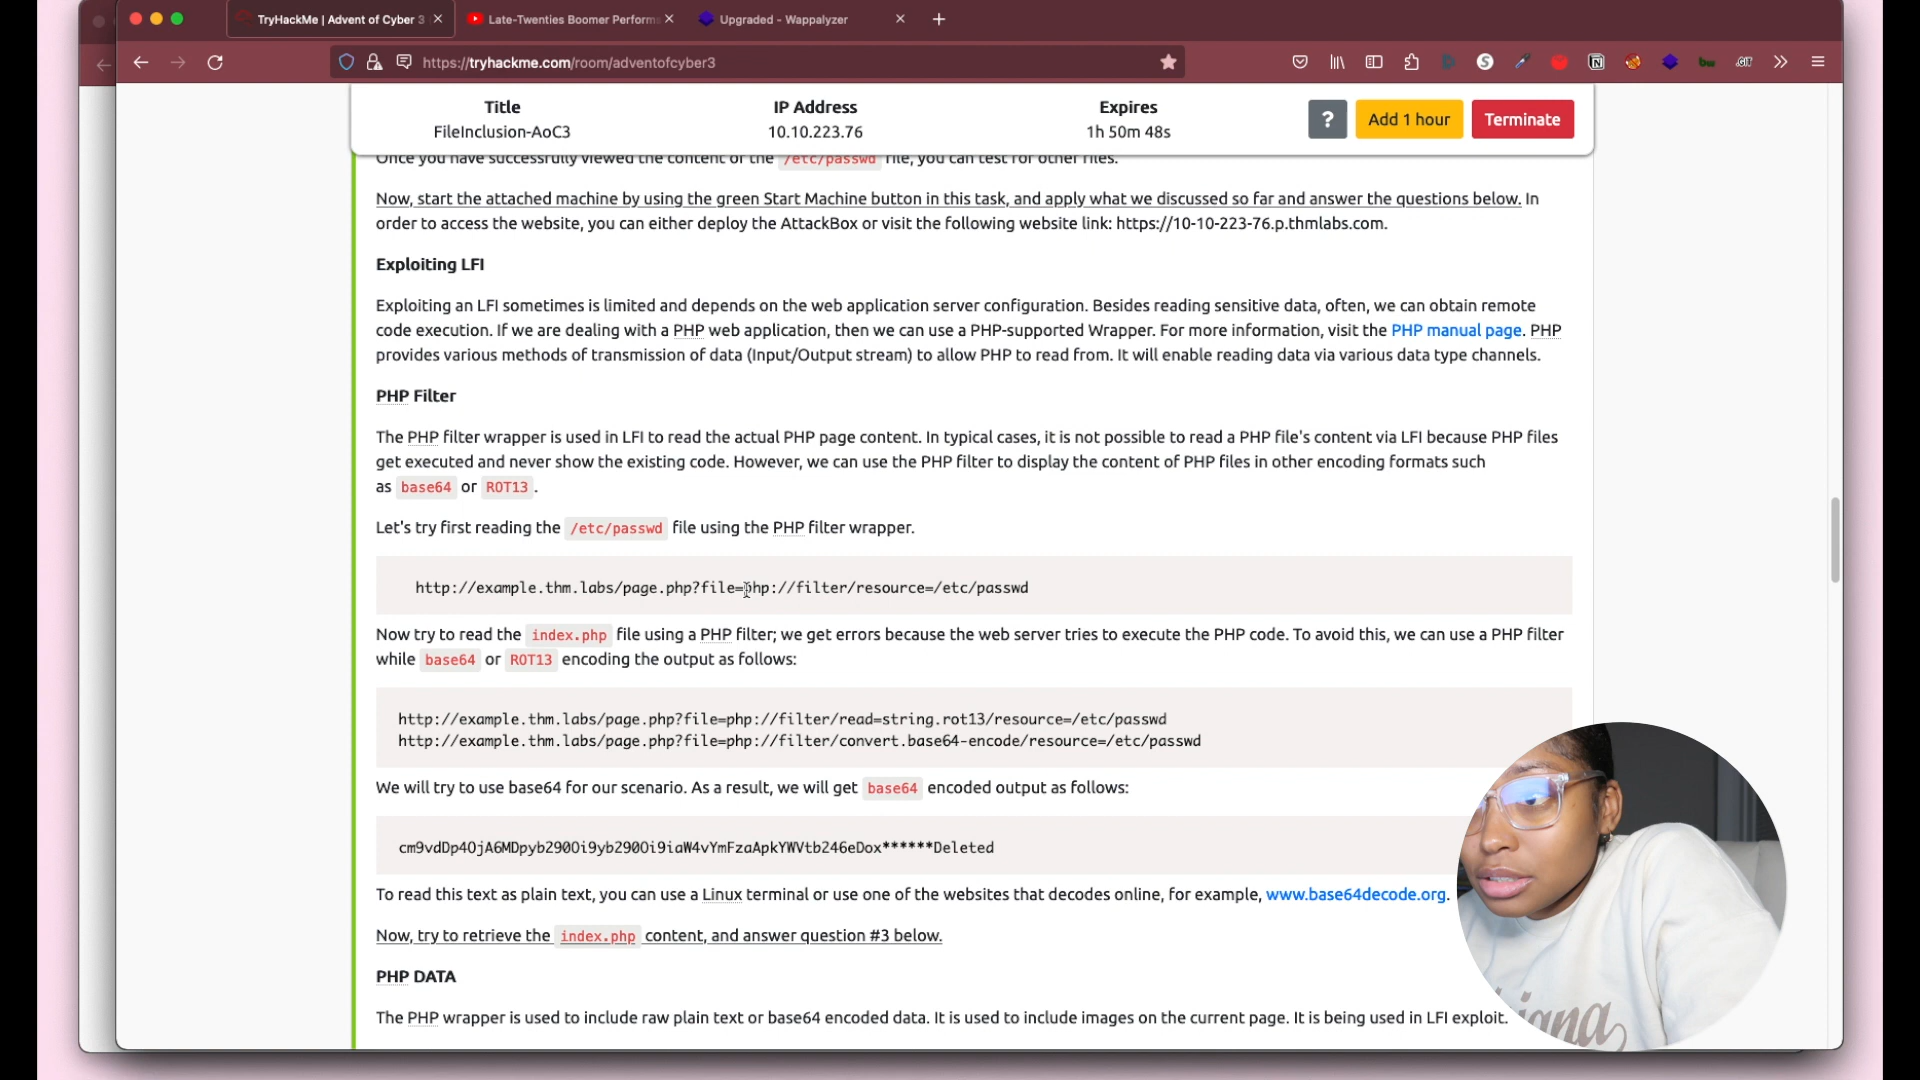 TryHackMe | Advent of Cyber 3
Late-Twenties Boomer Perform
Upgraded - Wappalyzer
https://tryhackme.com/room/adventofcyber3
Title
FileInclusion-AoC3
IP Address
10.10.223.76
Expires
1h 50m 48s
?
Add 1 hour
Terminate
Once you have successfully viewed the content of the /etc/passwd file, you can test for other files.
Now, start the attached machine by using the green Start Machine button in this task, and apply what we discussed so far and answer the questions below. In
order to access the website, you can either deploy the AttackBox or visit the following website link: https://10-10-223-76.p.thmlabs.com.
Exploiting LFI
Exploiting an LFI sometimes is limited and depends on the web application server configuration. Besides reading sensitive data, often, we can obtain remote
code execution. If we are dealing with a PHP web application, then we can use a PHP-supported Wrapper. For more information, visit the PHP manual page. PHP
provides various methods of transmission of data (Input/Output stream) to allow PHP to read from. It will enable reading data via various data type channels.
PHP Filter
The PHP filter wrapper is used in LFI to read the actual PHP page content. In typical cases, it is not possible to read a PHP file's content via LFI because PHP files
get executed and never show the existing code. However, we can use the PHP filter to display the content of PHP files in other encoding formats such
as base64 or ROT13 .
Let's try first reading the /etc/passwd file using the PHP filter wrapper.
http://example.thm.labs/page.php?file=php://filter/resource=/etc/passwd
Now try to read the index.php file using a PHP filter; we get errors because the web server tries to execute the PHP code. To avoid this, we can use a PHP filter
while base64 or ROT13 encoding the output as follows:
http://example.thm.labs/page.php?file=php://filter/read=string.rot13/resource=/etc/passwd
http://example.thm.labs/page.php?file=php://filter/convert.base64-encode/resource=/etc/passwd
We will try to use base64 for our scenario. As a result, we will get base64 encoded output as follows:
cm9vdDp4OjA6MDpyb290Oi9yb290Oi9iaW4vYmFzaApkYWVtb246eDox******Deleted
To read this text as plain text, you can use a Linux terminal or use one of the websites that decodes online, for example, www.base64decode.org.
Now, try to retrieve the index.php content, and answer question #3 below.
PHP DATA
The PHP wrapper is used to include raw plain text or base64 encoded data. It is used to include images on the current page. It is being used in LFI exploit.